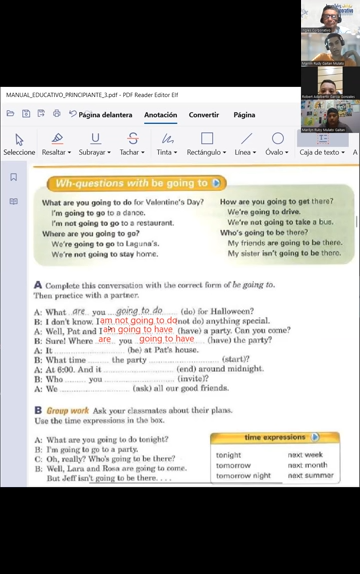 MANUAL_EDUCATIVO_PRINCIPIANTE_3.pdf - PDF Reader Editor Elf
Página delantera Anotación Convertir Página
Seleccione Resaltar Subrayar Tachar Tinta Rectángulo Línea Óvalo Caja de texto
Wh-questions with be going to
What are you going to do for Valentine's Day?
I'm going to go to a dance.
I'm not going to go to a restaurant.
Where are you going to go?
We're going to go to Laguna's.
We're not going to stay home.
How are you going to get there?
We're going to drive.
We're not going to take a bus.
Who's going to be there?
My friends are going to be there.
My sister isn't going to be there.
A Complete this conversation with the correct form of be going to.
Then practice with a partner.
A: What are you going to do (do) for Halloween?
B: I don't know. I am not going to do (not do) anything special.
A: Well, Pat and I am going to have (have) a party. Can you come?
B: Sure! Where are you going to have (have) the party?
A: It (be) at Pat's house.
B: What time the party (start)?
A: At 6:00. And it (end) around midnight.
B: Who you (invite)?
A: We (ask) all our good friends.
B Group work Ask your classmates about their plans.
Use the time expressions in the box.
A: What are you going to do tonight?
B: I'm going to go to a party.
C: Oh, really? Who's going to be there?
B: Well, Lara and Rosa are going to come.
But Jeff isn't going to be there. . . .
time expressions
tonight next week
tomorrow next month
tomorrow night next summer